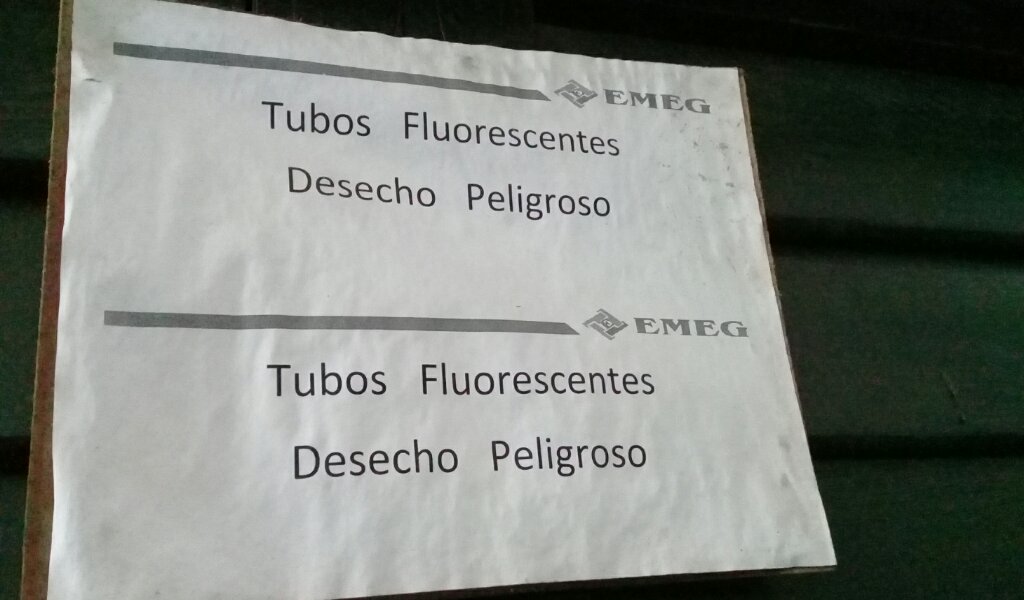 EMEG
Tubos Fluorescentes
Desecho Peligroso
EMEG
Tubos Fluorescentes
Desecho Peligroso